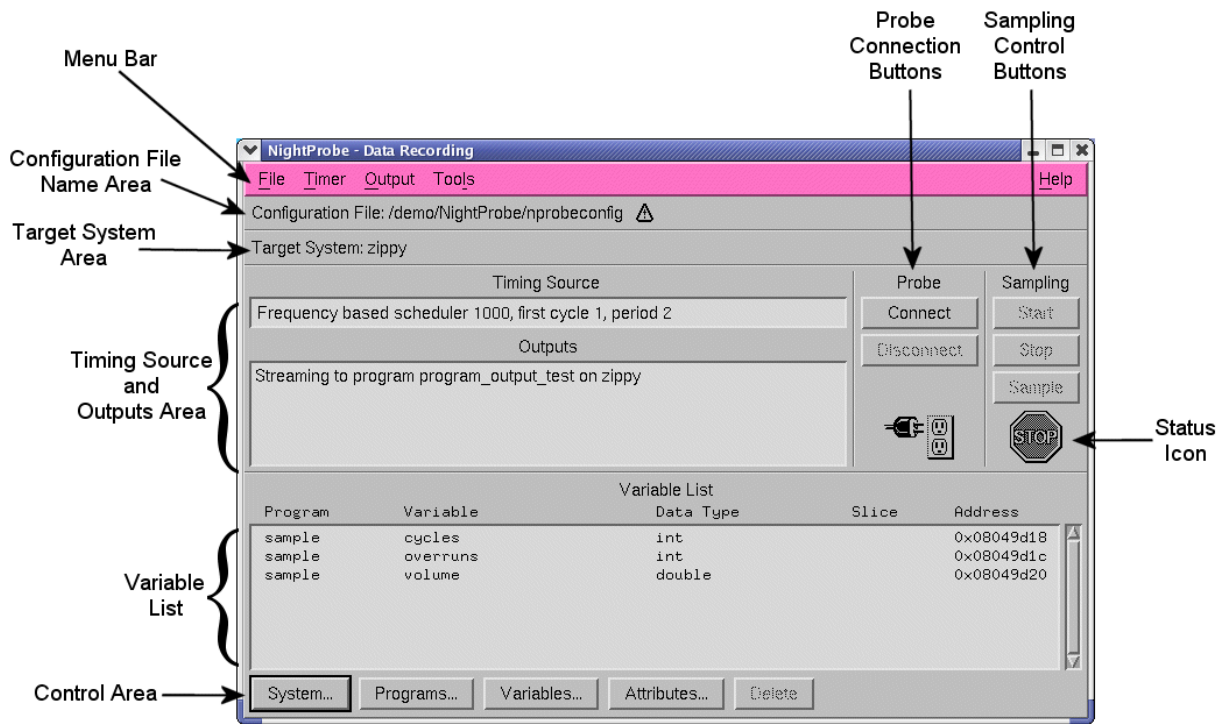 Probe
Connection
Buttons
Sampling
Control
Buttons
Menu Bar
Configuration File
Name Area
Target System
Area
Timing Source
and
Outputs Area
Variable
List
Control Area
Status
Icon
NightProbe - Data Recording
File Timer Output Tools Help
Configuration File: /demo/NightProbe/nprobeconfig
Target System: zippy
Timing Source
Frequency based scheduler 1000, first cycle 1, period 2
Outputs
Streaming to program program_output_test on zippy
Probe
Connect
Disconnect
Sampling
Start
Stop
Sample
STOP
Variable List
Program Variable Data Type Slice Address
sample cycles int 0x08049d18
sample overruns int 0x08049d1c
sample volume double 0x08049d20
System... Programs... Variables... Attributes... Delete